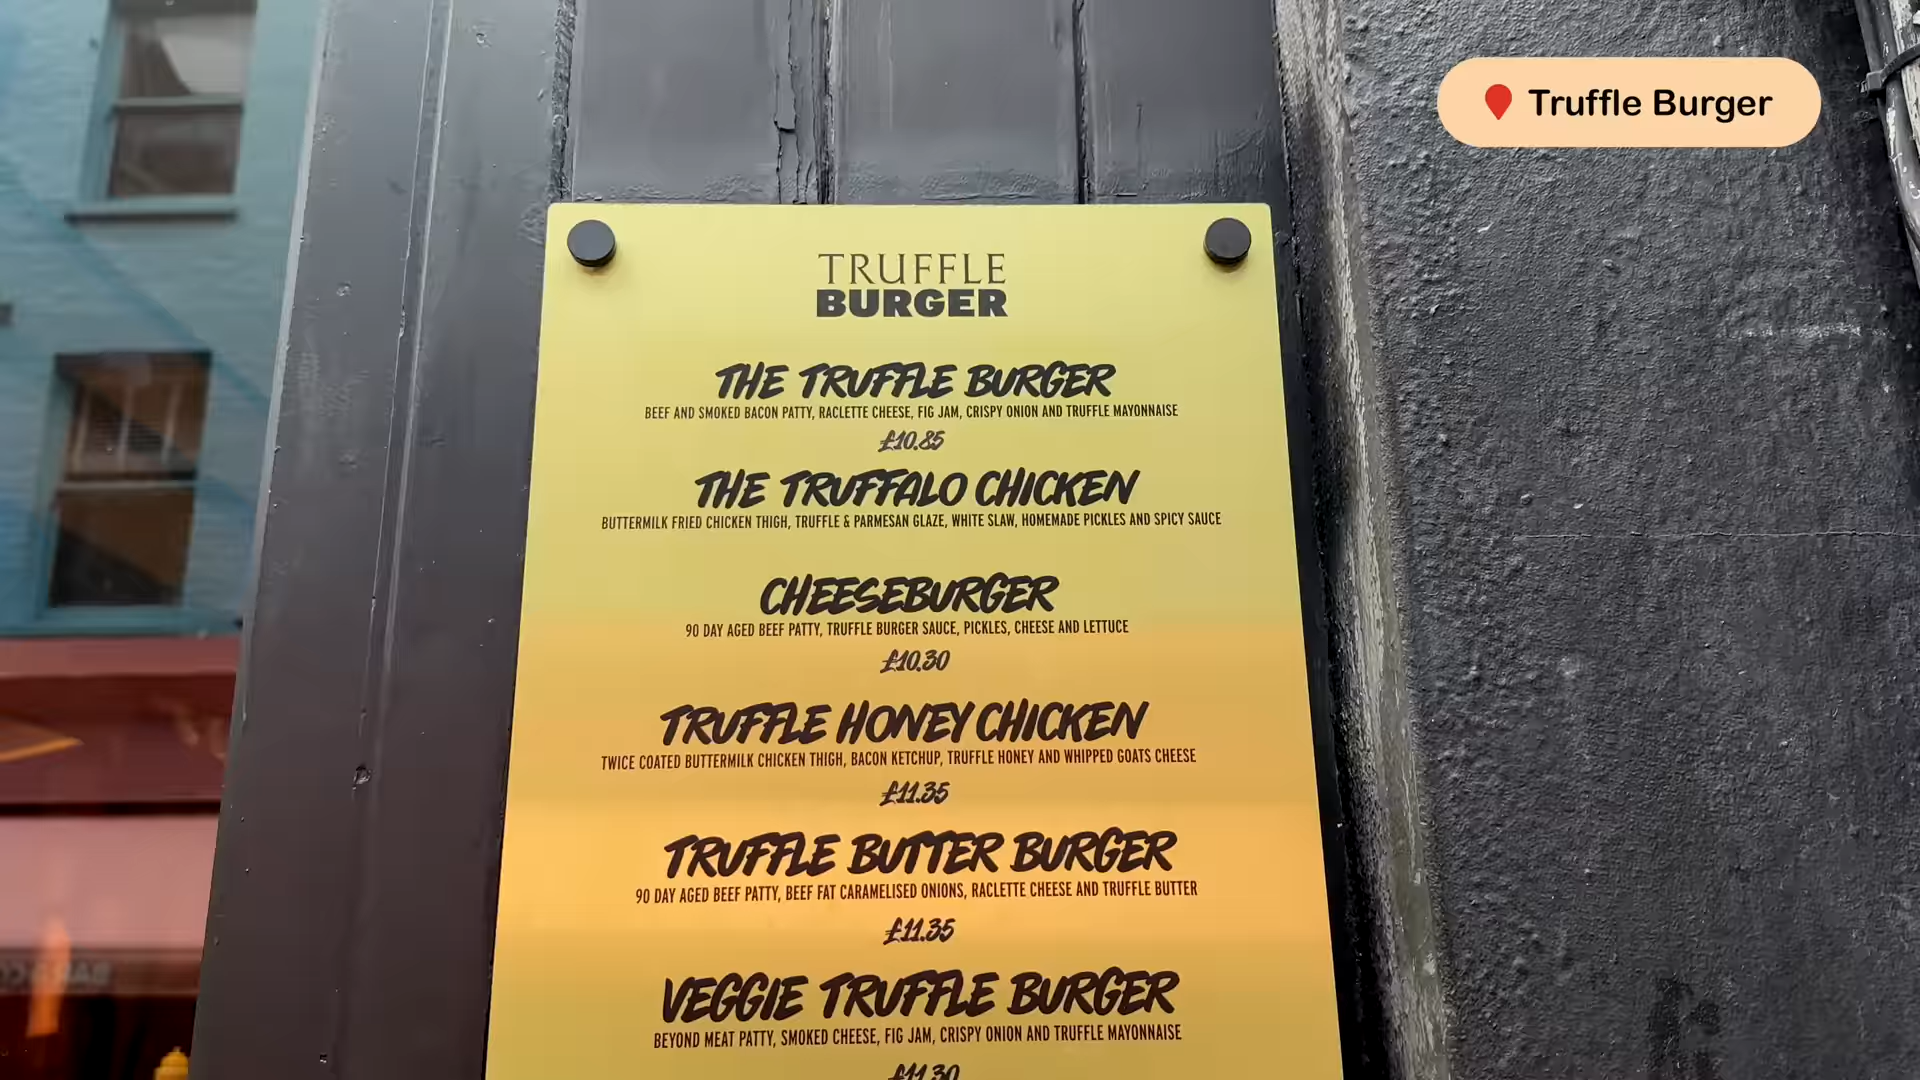 Truffle Burger
TRUFFLE
BURGER
THE TRUFFLE BURGER
BEEF AND SMOKED BACON PATTY, RACLETTE CHEESE, FIG JAM, CRISPY ONION AND TRUFFLE MAYONNAISE
£10.85
THE TRUFFALO CHICKEN
BUTTERMILK FRIED CHICKEN THIGH, TRUFFLE & PARMESAN GLAZE, WHITE SLAW, HOMEMADE PICKLES AND SPICY SAUCE
CHEESEBURGER
90 DAY AGED BEEF PATTY, TRUFFLE BURGER SAUCE, PICKLES, CHEESE AND LETTUCE
£10.30
TRUFFLE HONEY CHICKEN
TWICE COATED BUTTERMILK CHICKEN THIGH, BACON KETCHUP, TRUFFLE HONEY AND WHIPPED GOATS CHEESE
£11.35
TRUFFLE BUTTER BURGER
90 DAY AGED BEEF PATTY, BEEF FAT CARAMELISED ONIONS, RACLETTE CHEESE AND TRUFFLE BUTTER
£11.35
VEGGIE TRUFFLE BURGER
BEYOND MEAT PATTY, SMOKED CHEESE, FIG JAM, CRISPY ONION AND TRUFFLE MAYONNAISE
£11.30